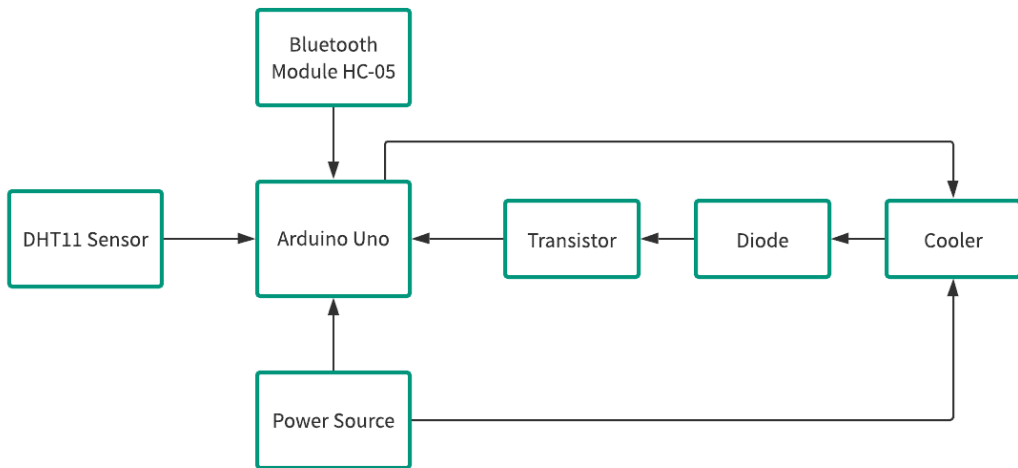 Bluetooth
Module HC-05
DHT11 Sensor
Arduino Uno
Transistor
Diode
Cooler
Power Source